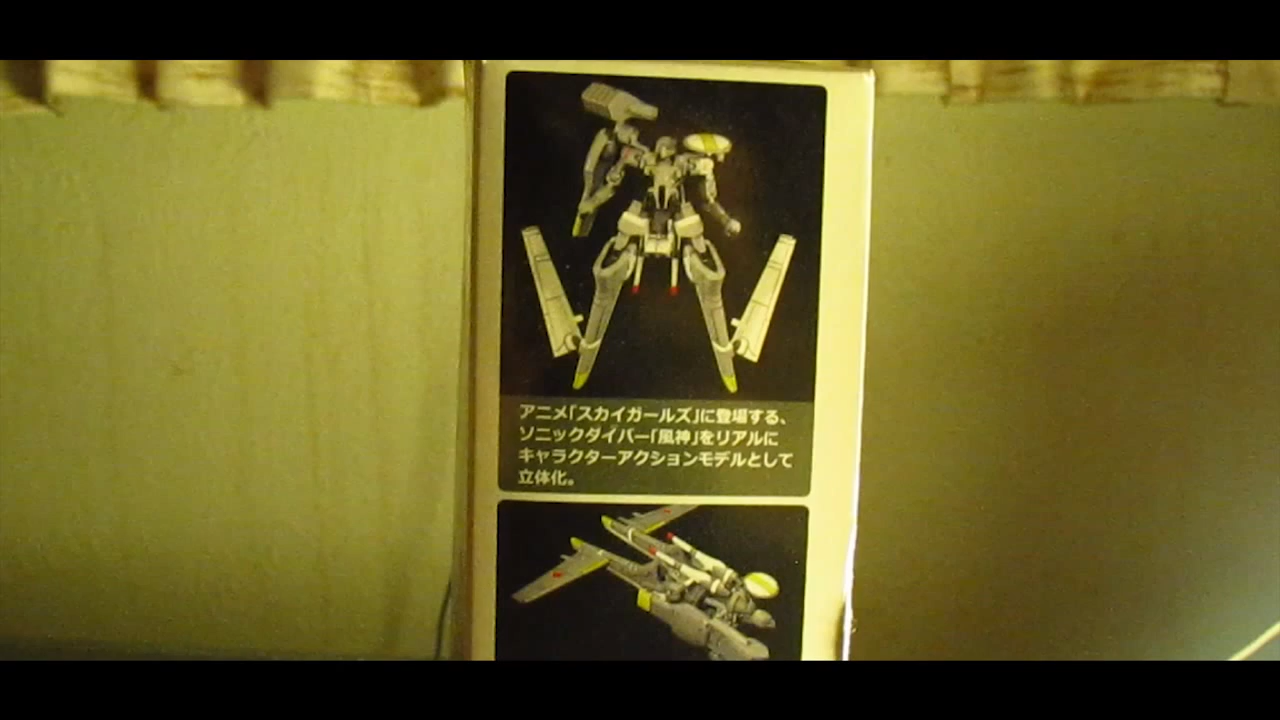 アニメ「スカイガールズ」に登場する、
ソニックダイバー「風神」をリアルに
キャラクターアクションモデルとして
立体化。